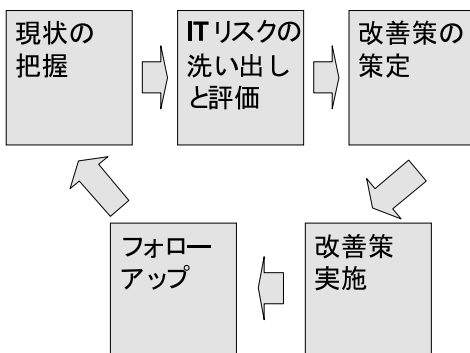 現状の
把握
ITリスクの
洗い出し
と評価
改善策の
策定
改善策
実施
フォロー
アップ